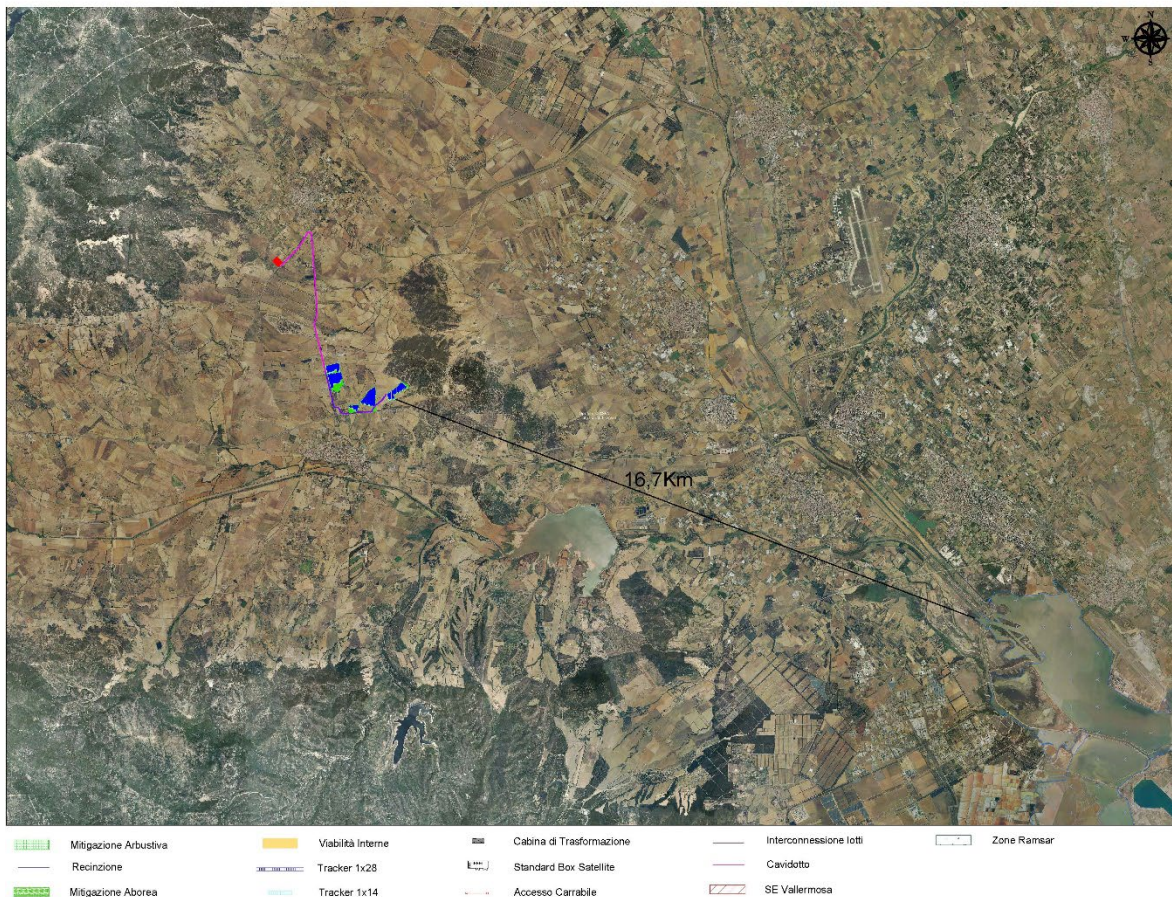 N
W
S
16,7Km
Mitigazione Arbustiva
Viabilità Interne
Cabina di Trasformazione
Interconnessione lotti
Zone Ramsar
Recinzione
Tracker 1x28
Standard Box Satellite
Cavidotto
Mitigazione Aborea
Tracker 1x14
Accesso Carrabile
SE Vallermosa